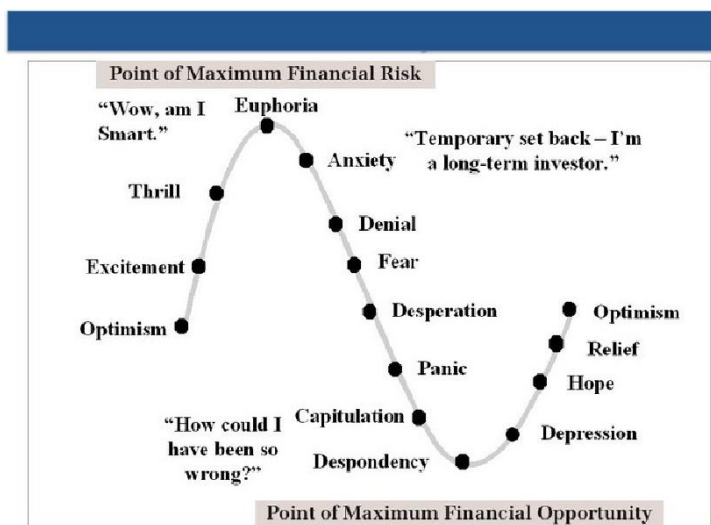 Point of Maximum Financial Risk
“Wow, am I
Smart.”
Euphoria
“Temporary set back – I’m
a long-term investor.”
Anxiety
Thrill
Denial
Excitement
Fear
Optimism
Desperation
Optimism
Relief
Panic
Hope
Capitulation
“How could I
have been so
wrong?”
Depression
Despondency
Point of Maximum Financial Opportunity